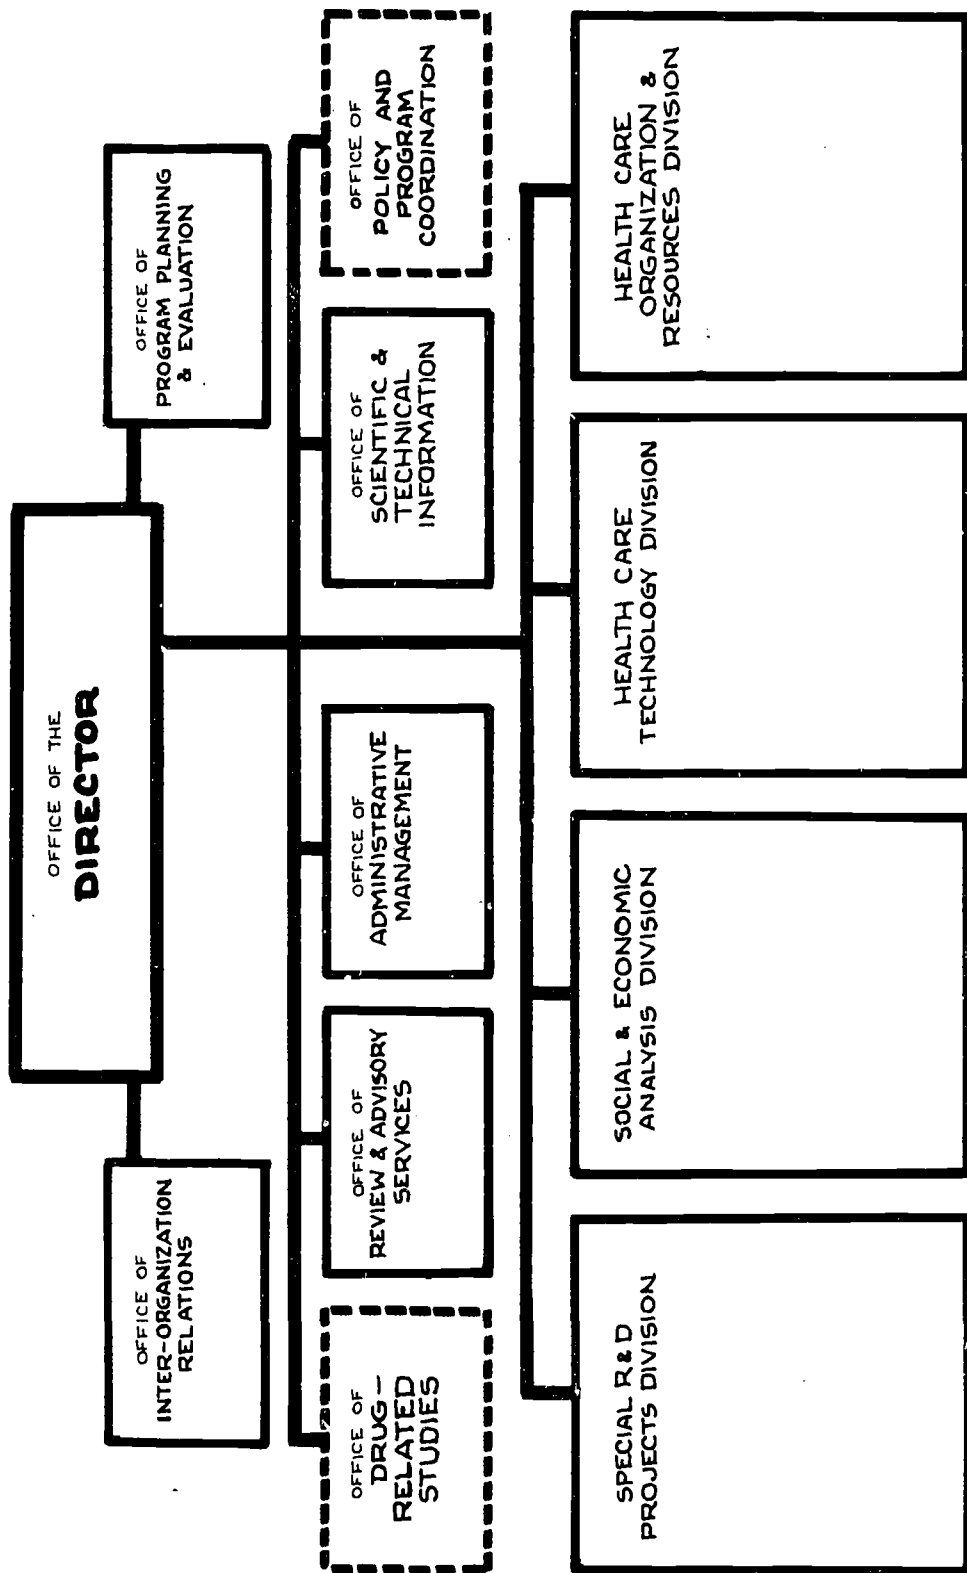 OFFICE OF THE
DIRECTOR
OFFICE OF
INTER-ORGANIZATION
RELATIONS
OFFICE OF
PROGRAM PLANNING
& EVALUATION
OFFICE OF
DRUG-
RELATED
STUDIES
OFFICE OF
REVIEW & ADVISORY
SERVICES
OFFICE OF
ADMINISTRATIVE
MANAGEMENT
OFFICE OF
SCIENTIFIC &
TECHNICAL
INFORMATION
OFFICE OF
POLICY AND
PROGRAM
COORDINATION
SPECIAL R&D
PROJECTS DIVISION
SOCIAL & ECONOMIC
ANALYSIS DIVISION
HEALTH CARE
TECHNOLOGY DIVISION
HEALTH CARE
ORGANIZATION &
RESOURCES DIVISION